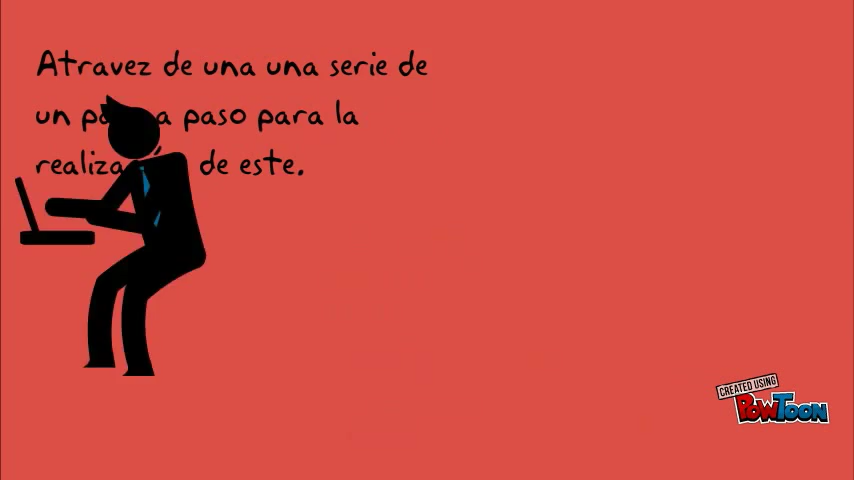 Atravez de una una serie de
un a paso para la
de este.
CREATED USING
PowToon